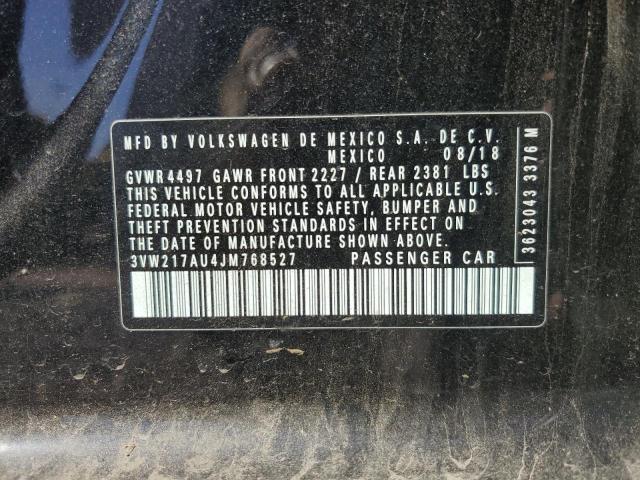 MFD BY VOLKSWAGEN DE MEXICO S.A. DE C.V.
MEXICO 08/18
GVWR 4497 GAWR FRONT 2227 / REAR 2381 LBS
THIS VEHICLE CONFORMS TO ALL APPLICABLE U.S.
FEDERAL MOTOR VEHICLE SAFETY, BUMPER AND
THEFT PREVENTION STANDARDS IN EFFECT ON
THE DATE OF MANUFACTURE SHOWN ABOVE.
3VW217AU4JM768527 PASSENGER CAR
3623043 3376 M